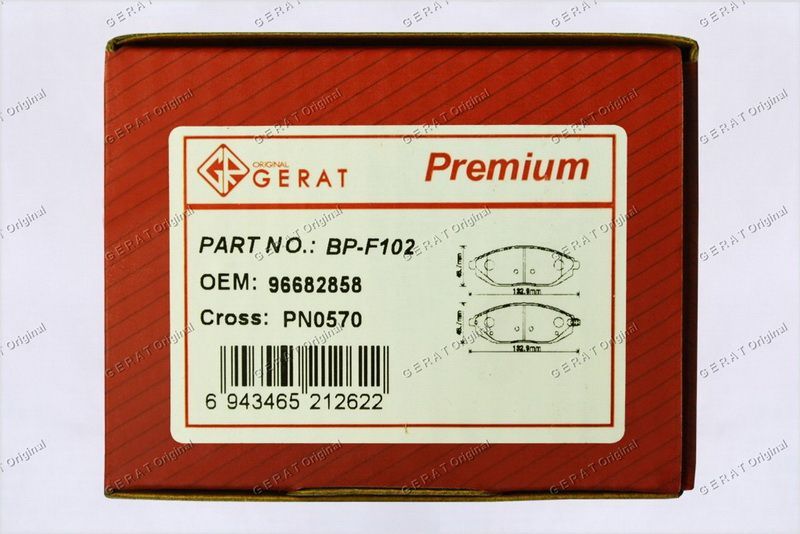 ORIGINAL
GERAT
Premium
PART NO.: BP-F102
OEM: 96682858
Cross: PN0570
132.9mm
132.9mm
6 943465 212622
GERAT Original